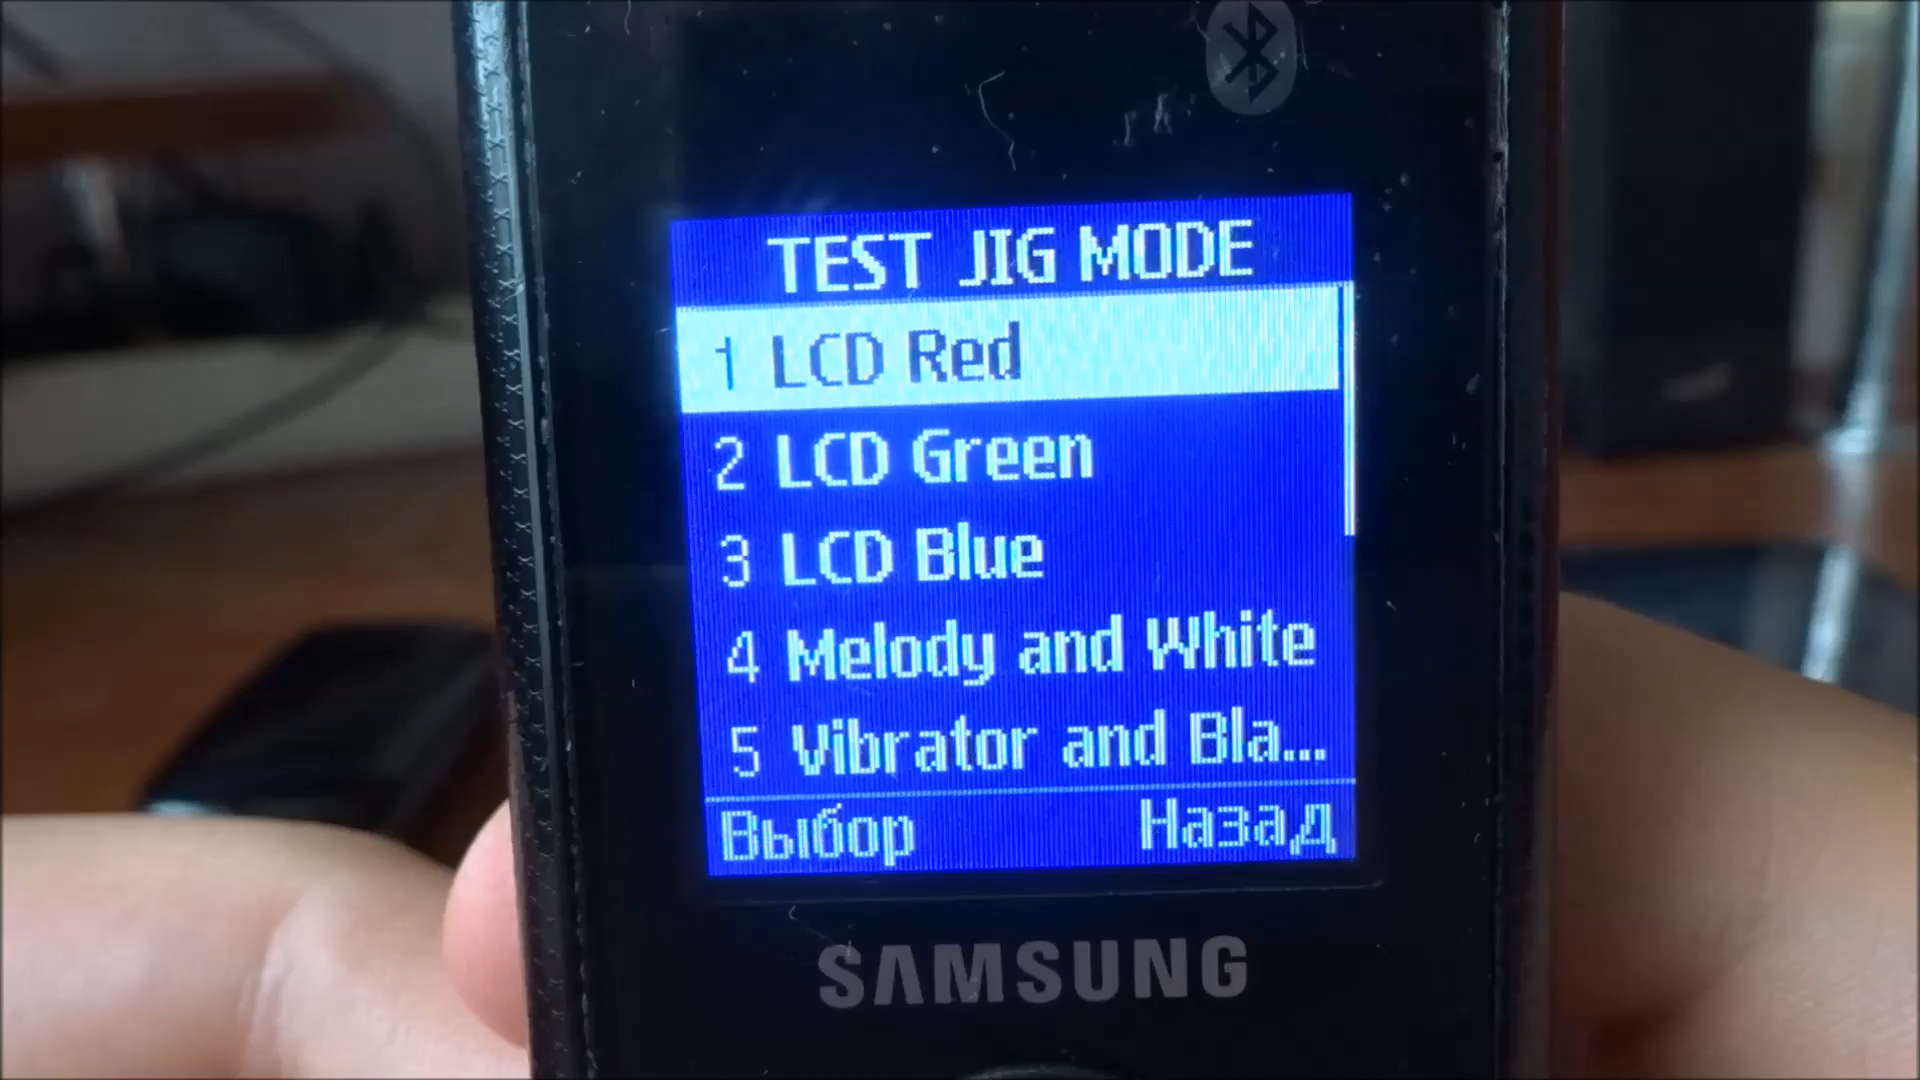 TEST JIG MODE
1 LCD Red
2 LCD Green
3 LCD Blue
4 Melody and White
5 Vibrator and Bla...
Выбор Назад
SAMSUNG